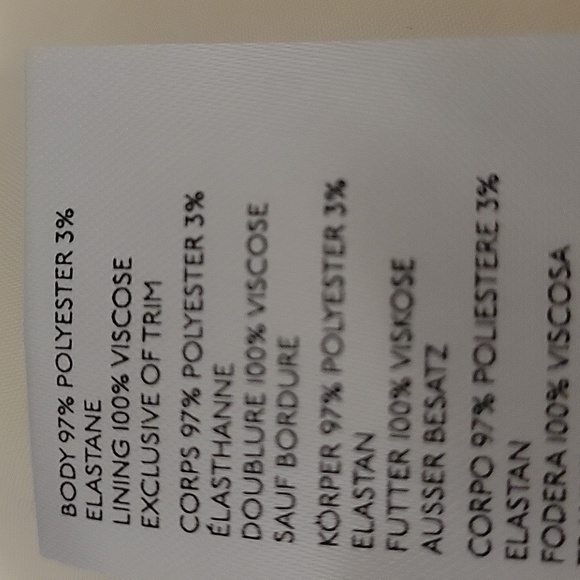 BODY 97% POLYESTER 3%
ELASTANE
LINING 100% VISCOSE
EXCLUSIVE OF TRIM
CORPS 97% POLYESTER 3%
ÉLASTHANNE
DOUBLURE 100% VISCOSE
SAUF BORDURE
KÖRPER 97% POLYESTER 3%
ELASTAN
FUTTER 100% VISKOSE
AUSSER BESATZ
CORPO 97% POLIESTERE 3%
ELASTAN
FODERA 100% VISCOSA